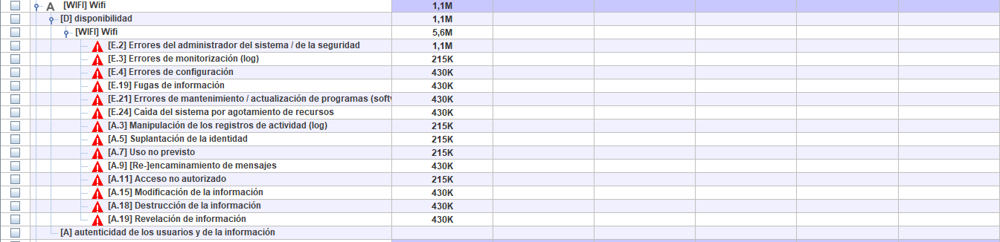 [WIFI] Wifi 1,1M
[D] disponibilidad 1,1M
[WIFI] Wifi 5,6M
[E.2] Errores del administrador del sistema / de la seguridad 1,1M
[E.3] Errores de monitorización (log) 215K
[E.4] Errores de configuración 430K
[E.19] Fugas de información 430K
[E.21] Errores de mantenimiento / actualización de programas (soft 430K
[E.24] Caída del sistema por agotamiento de recursos 430K
[A.3] Manipulación de los registros de actividad (log) 215K
[A.5] Suplantación de la identidad 215K
[A.7] Uso no previsto 215K
[A.9] [Re-]encaminamiento de mensajes 430K
[A.11] Acceso no autorizado 215K
[A.15] Modificación de la información 430K
[A.18] Destrucción de la información 430K
[A.19] Revelación de información 430K
[A] autenticidad de los usuarios y de la información